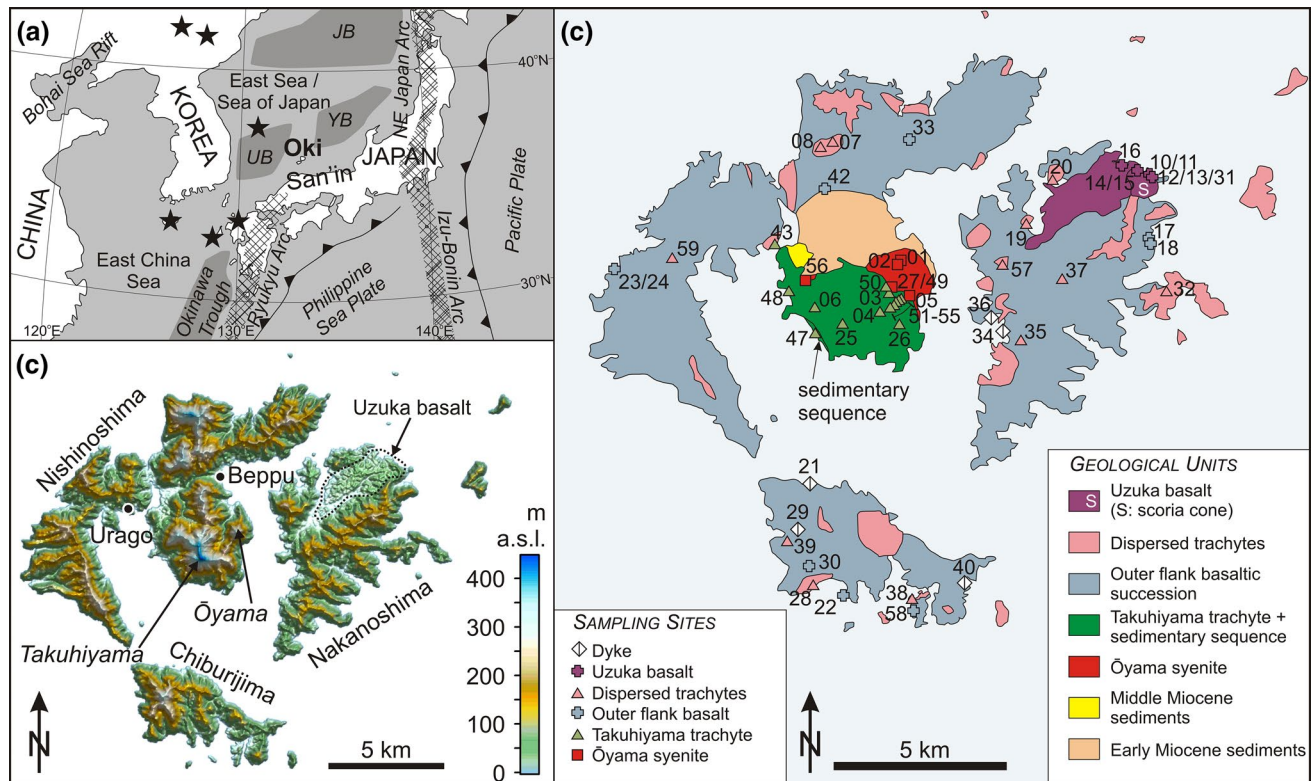 (a)
JB
Bohai Sea Rift
40°N
East Sea /
Sea of Japan
KOREA
NE Japan Arc
YB
UB
Oki
JAPAN
San'in
CHINA
Pacific Plate
Izu-Bonin Arc
East China
Sea
Ryukyu Arc
Okinawa
Trough
Philippine
Sea Plate
30°N
120°E
130°E
140°E
(c)
Uzuka basalt
Nishinoshima
Beppu
Urago
m
a.s.l.
400
300
200
100
0
Ōyama
Takuhiyama
Nakanoshima
Chiburijima
N
5 km
(c)
33
08
07
16
10/11
12/13/31
20
14/15
S
42
43
59
19
17
18
02
01
56
57
37
23/24
50
27/49
48
06
03
05
36
32
04
51-55
34
35
47
25
26
sedimentary
sequence
21
29
39
30
40
28
22
38
58
SAMPLING SITES
Dyke
Uzuka basalt
Dispersed trachytes
Outer flank basalt
Takuhiyama trachyte
Ōyama syenite
N
5 km
GEOLOGICAL UNITS
S
Uzuka basalt
(S: scoria cone)
Dispersed trachytes
Outer flank basaltic
succession
Takuhiyama trachyte +
sedimentary sequence
Ōyama syenite
Middle Miocene
sediments
Early Miocene sediments